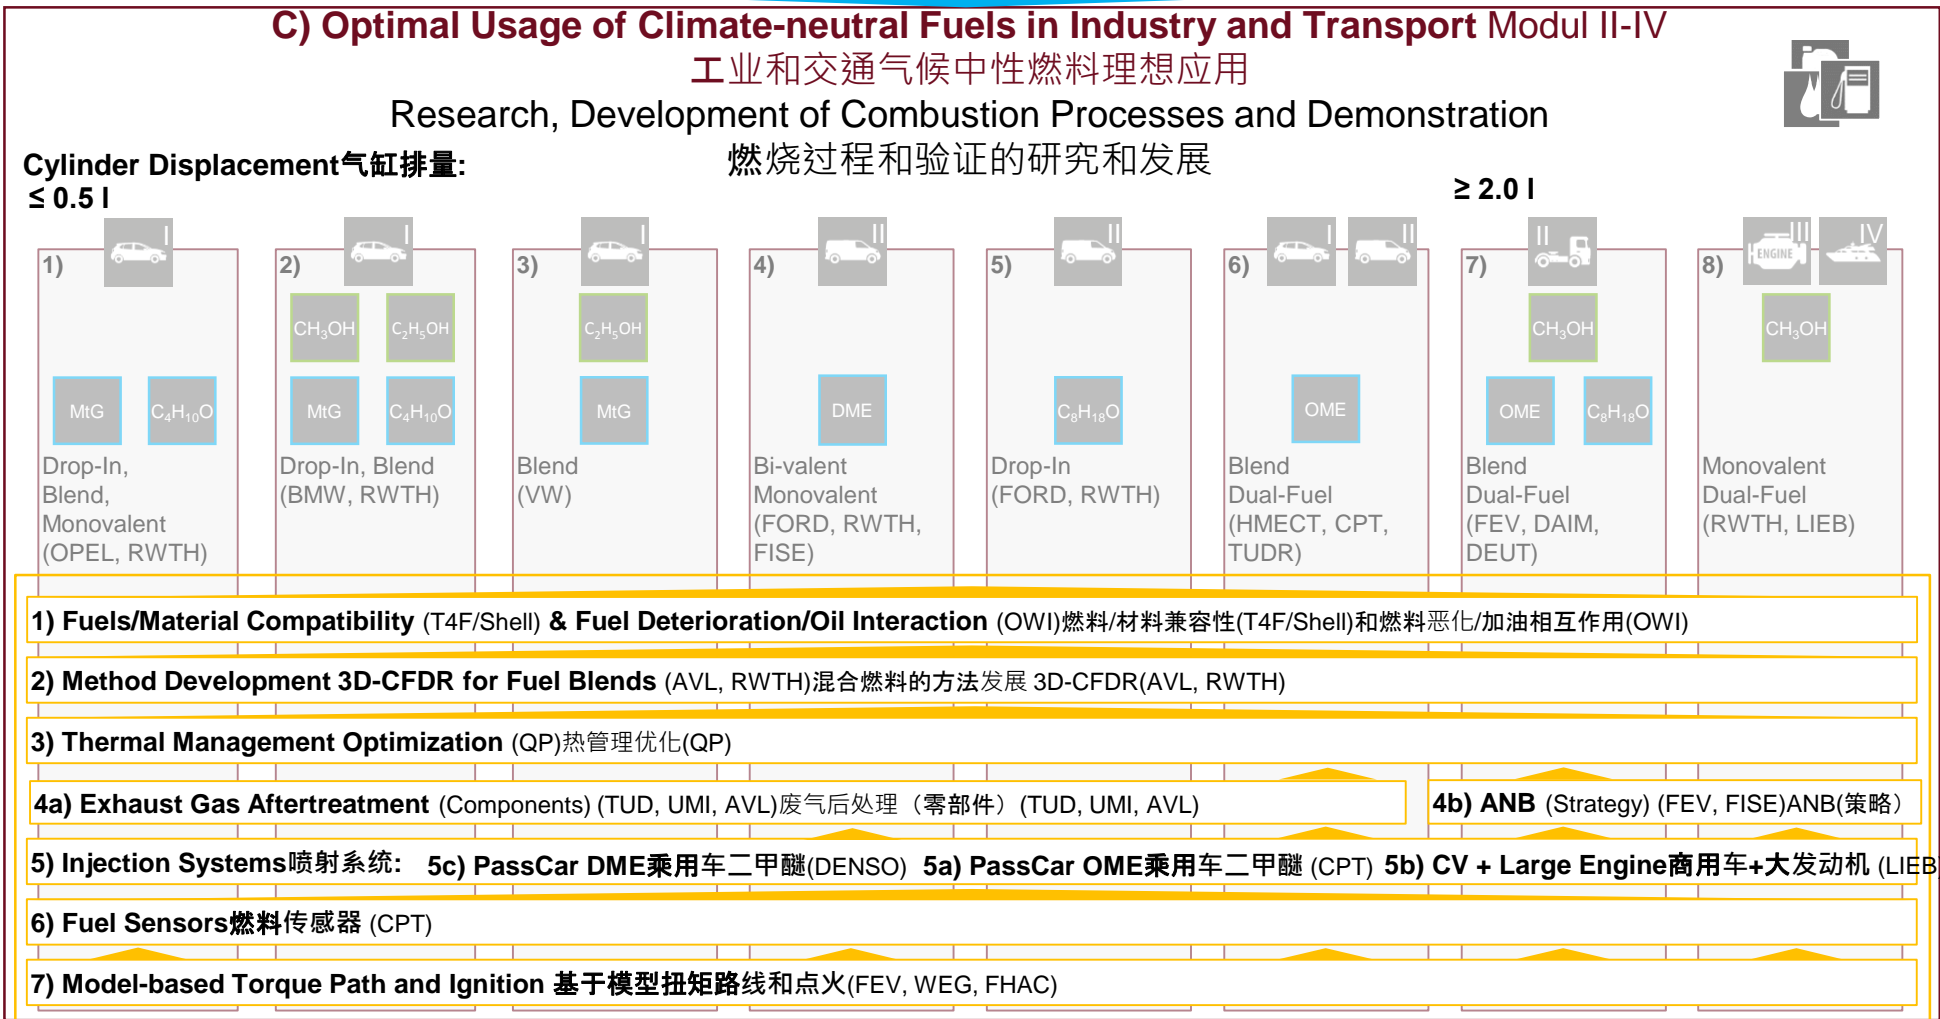 C) Optimal Usage of Climate-neutral Fuels in Industry and Transport Modul II-IV
工业和交通气候中性燃料理想应用
Research, Development of Combustion Processes and Demonstration
燃烧过程和验证的研究和发展
Cylinder Displacement气缸排量:
≤ 0.5 l
≥ 2.0 l
1)
I
MtG
C₄H₁₀O
Drop-In,
Blend,
Monovalent
(OPEL, RWTH)
2)
I
CH₃OH
C₂H₅OH
MtG
C₄H₁₀O
Drop-In, Blend
(BMW, RWTH)
3)
I
C₂H₅OH
MtG
Blend
(VW)
4)
II
DME
Bi-valent
Monovalent
(FORD, RWTH,
FISE)
5)
II
C₈H₁₈O
Drop-In
(FORD, RWTH)
6)
I
II
OME
Blend
Dual-Fuel
(HMECT, CPT,
TUDR)
7)
II
CH₃OH
OME
C₈H₁₈O
Blend
Dual-Fuel
(FEV, DAIM,
DEUT)
8)
III
ENGINE
IV
CH₃OH
Monovalent
Dual-Fuel
(RWTH, LIEB)
1) Fuels/Material Compatibility (T4F/Shell) & Fuel Deterioration/Oil Interaction (OWI)燃料/材料兼容性(T4F/Shell)和燃料恶化/加油相互作用(OWI)
2) Method Development 3D-CFDR for Fuel Blends (AVL, RWTH)混合燃料的方法发展 3D-CFDR(AVL, RWTH)
3) Thermal Management Optimization (QP)热管理优化(QP)
4a) Exhaust Gas Aftertreatment (Components) (TUD, UMI, AVL)废气后处理（零部件）(TUD, UMI, AVL)
4b) ANB (Strategy) (FEV, FISE)ANB(策略）
5) Injection Systems喷射系统: 5c) PassCar DME乘用车二甲醚(DENSO) 5a) PassCar OME乘用车二甲醚 (CPT) 5b) CV + Large Engine商用车+大发动机 (LIEB)
6) Fuel Sensors燃料传感器 (CPT)
7) Model-based Torque Path and Ignition 基于模型扭矩路线和点火(FEV, WEG, FHAC)